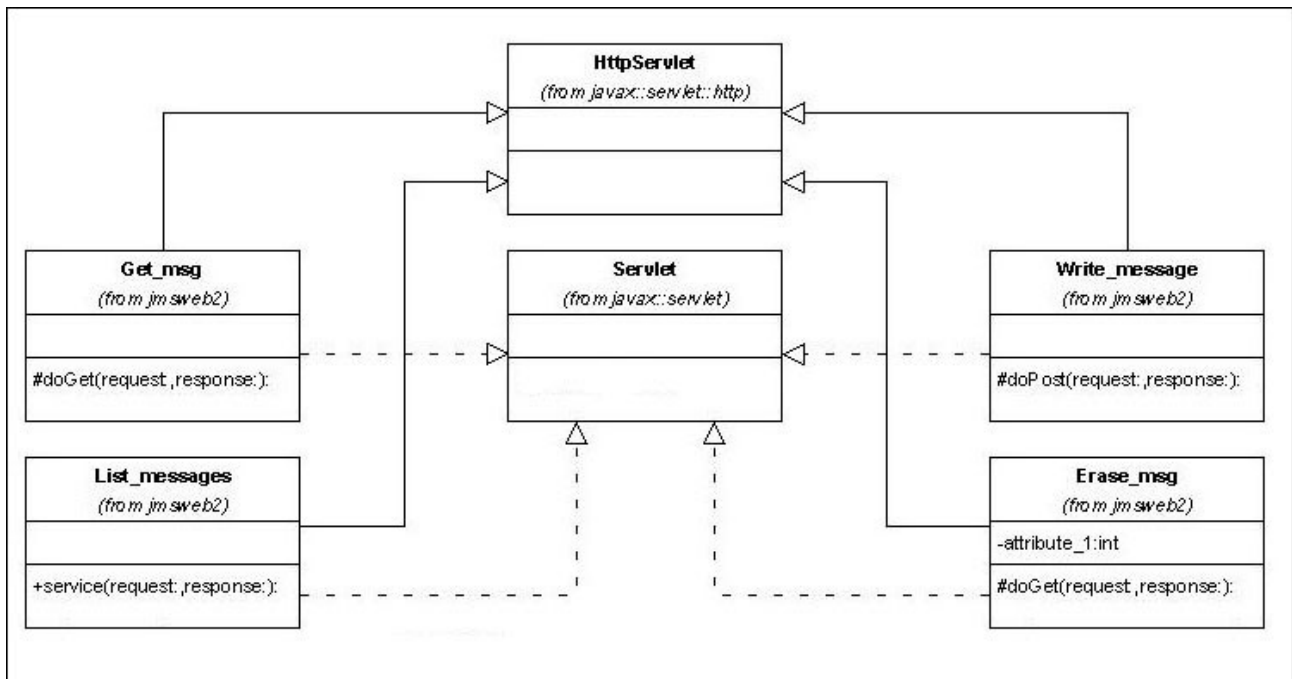 HttpServlet
(from javax::servlet::http)
Get_msg
(from jmsweb2)
#doGet(request:,response:):
Servlet
(from javax::servlet)
Write_message
(from jmsweb2)
#doPost(request:,response:):
List_messages
(from jmsweb2)
+service(request:,response:):
Erase_msg
(from jmsweb2)
-attribute_1:int
#doGet(request:,response:):